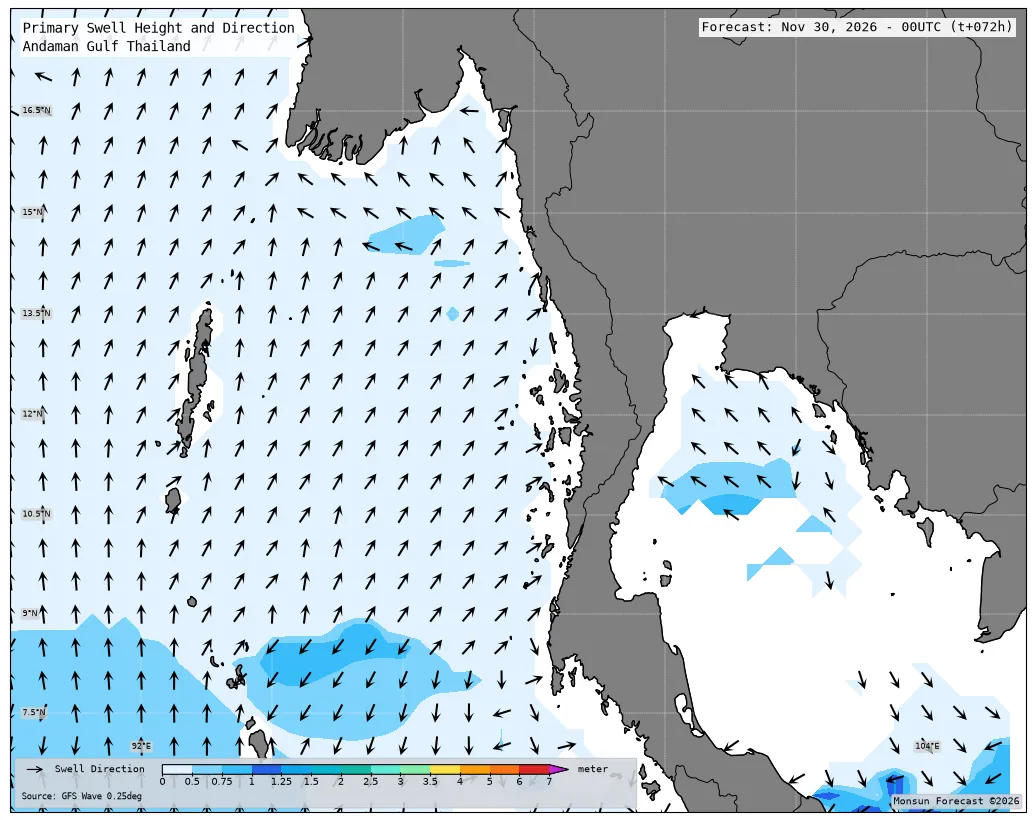 Primary Swell Height and Direction
Andaman Gulf Thailand
Forecast: Nov 30, 2026 - 00UTC (t+072h)
16.5°N
15°N
13.5°N
12°N
10.5°N
9°N
7.5°N
92°E
104°E
Swell Direction
meter
0 0.5 0.75 1 1.25 1.5 2 2.5 3 3.5 4 5 6 7
Source: GFS Wave 0.25deg
Monsun Forecast ©2026